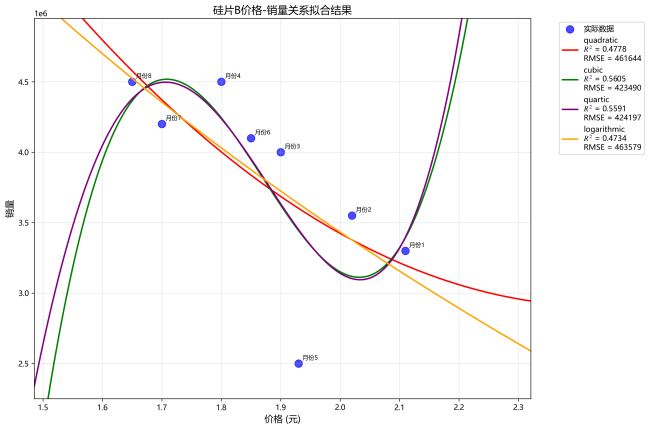 硅片B价格-销量关系拟合结果
1e6
4.5
4.0
3.5
3.0
2.5
销量
月份8
月份4
月份7
月份6
月份3
月份2
月份1
月份5
1.5 1.6 1.7 1.8 1.9 2.0 2.1 2.2 2.3
价格 (元)
实际数据
quadratic
R² = 0.4778
RMSE = 461644
cubic
R² = 0.5605
RMSE = 423490
quartic
R² = 0.5591
RMSE = 424197
logarithmic
R² = 0.4734
RMSE = 463579